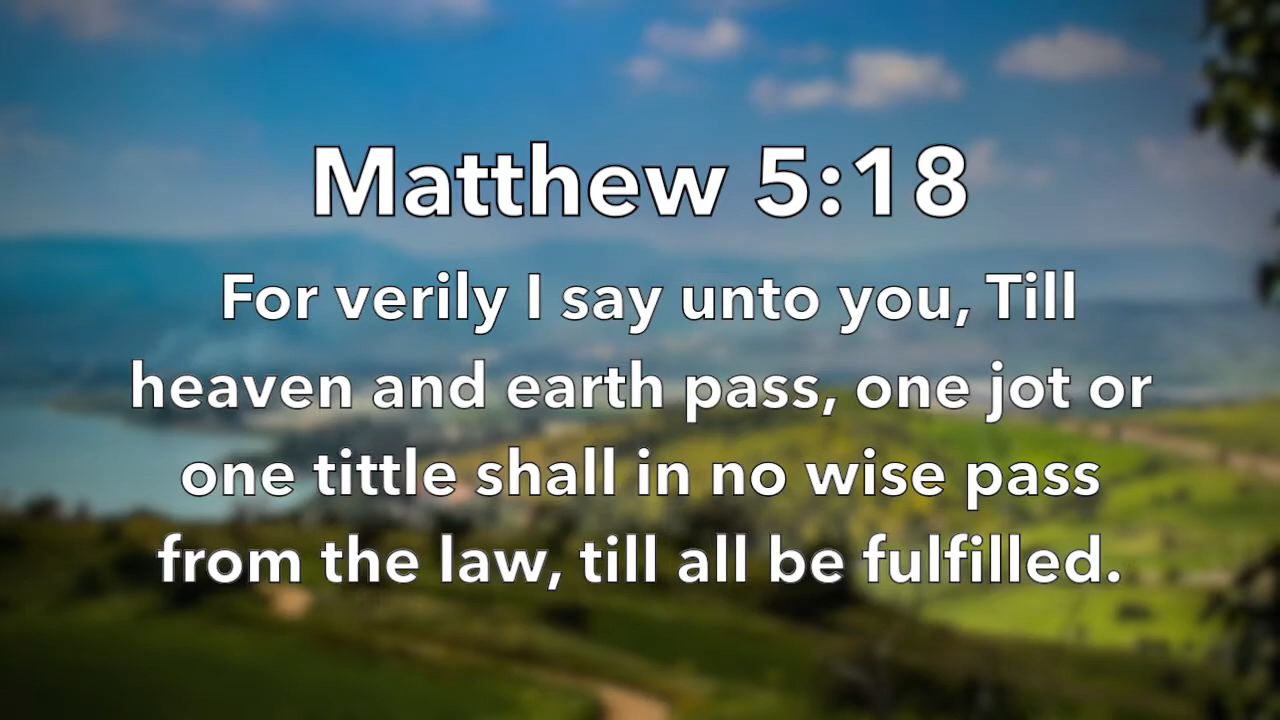 Matthew 5:18
For verily I say unto you, Till
heaven and earth pass, one jot or
one tittle shall in no wise pass
from the law, till all be fulfilled.